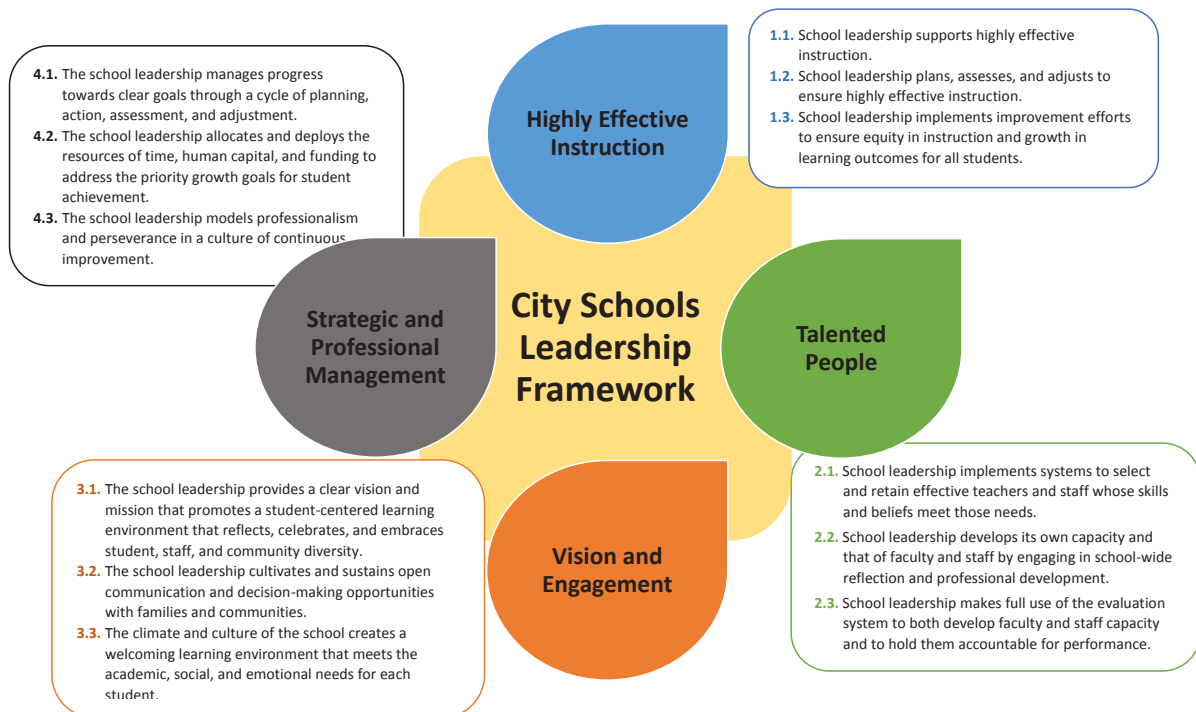 1.1. School leadership supports highly effective
instruction.
1.2. School leadership plans, assesses, and adjusts to
ensure highly effective instruction.
1.3. School leadership implements improvement efforts
to ensure equity in instruction and growth in
learning outcomes for all students.
4.1. The school leadership manages progress
towards clear goals through a cycle of planning,
action, assessment, and adjustment.
4.2. The school leadership allocates and deploys the
resources of time, human capital, and funding to
address the priority growth goals for student
achievement.
4.3. The school leadership models professionalism
and perseverance in a culture of continuous
improvement.
Highly Effective
Instruction
City Schools
Leadership
Framework
Strategic and
Professional
Management
Talented
People
Vision and
Engagement
3.1. The school leadership provides a clear vision and
mission that promotes a student-centered learning
environment that reflects, celebrates, and embraces
student, staff, and community diversity.
3.2. The school leadership cultivates and sustains open
communication and decision-making opportunities
with families and communities.
3.3. The climate and culture of the school creates a
welcoming learning environment that meets the
academic, social, and emotional needs for each
student.
2.1. School leadership implements systems to select
and retain effective teachers and staff whose skills
and beliefs meet those needs.
2.2. School leadership develops its own capacity and
that of faculty and staff by engaging in school-wide
reflection and professional development.
2.3. School leadership makes full use of the evaluation
system to both develop faculty and staff capacity
and to hold them accountable for performance.